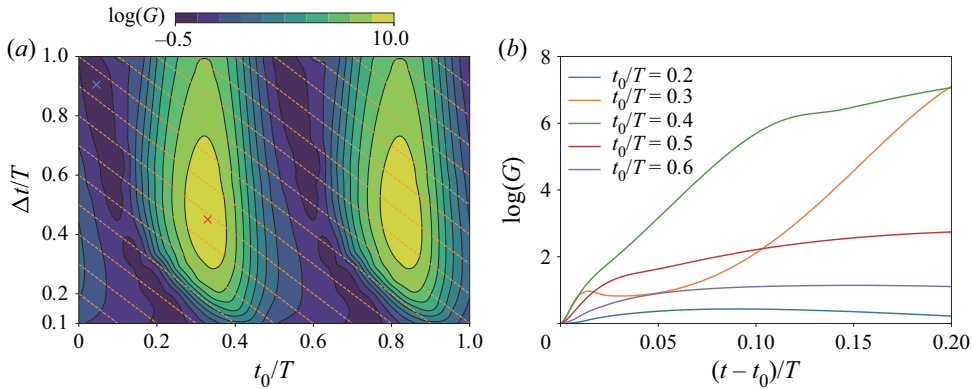 log(G)
−0.5 10.0
(a)
1.0
0.8
0.6
0.4
0.2
0.1
Δt/T
0 0.2 0.4 0.6 0.8 1.0
t0/T
(b)
8
6
4
2
0
log(G)
t0/T = 0.2
t0/T = 0.3
t0/T = 0.4
t0/T = 0.5
t0/T = 0.6
0.05 0.10 0.15 0.20
(t − t0)/T